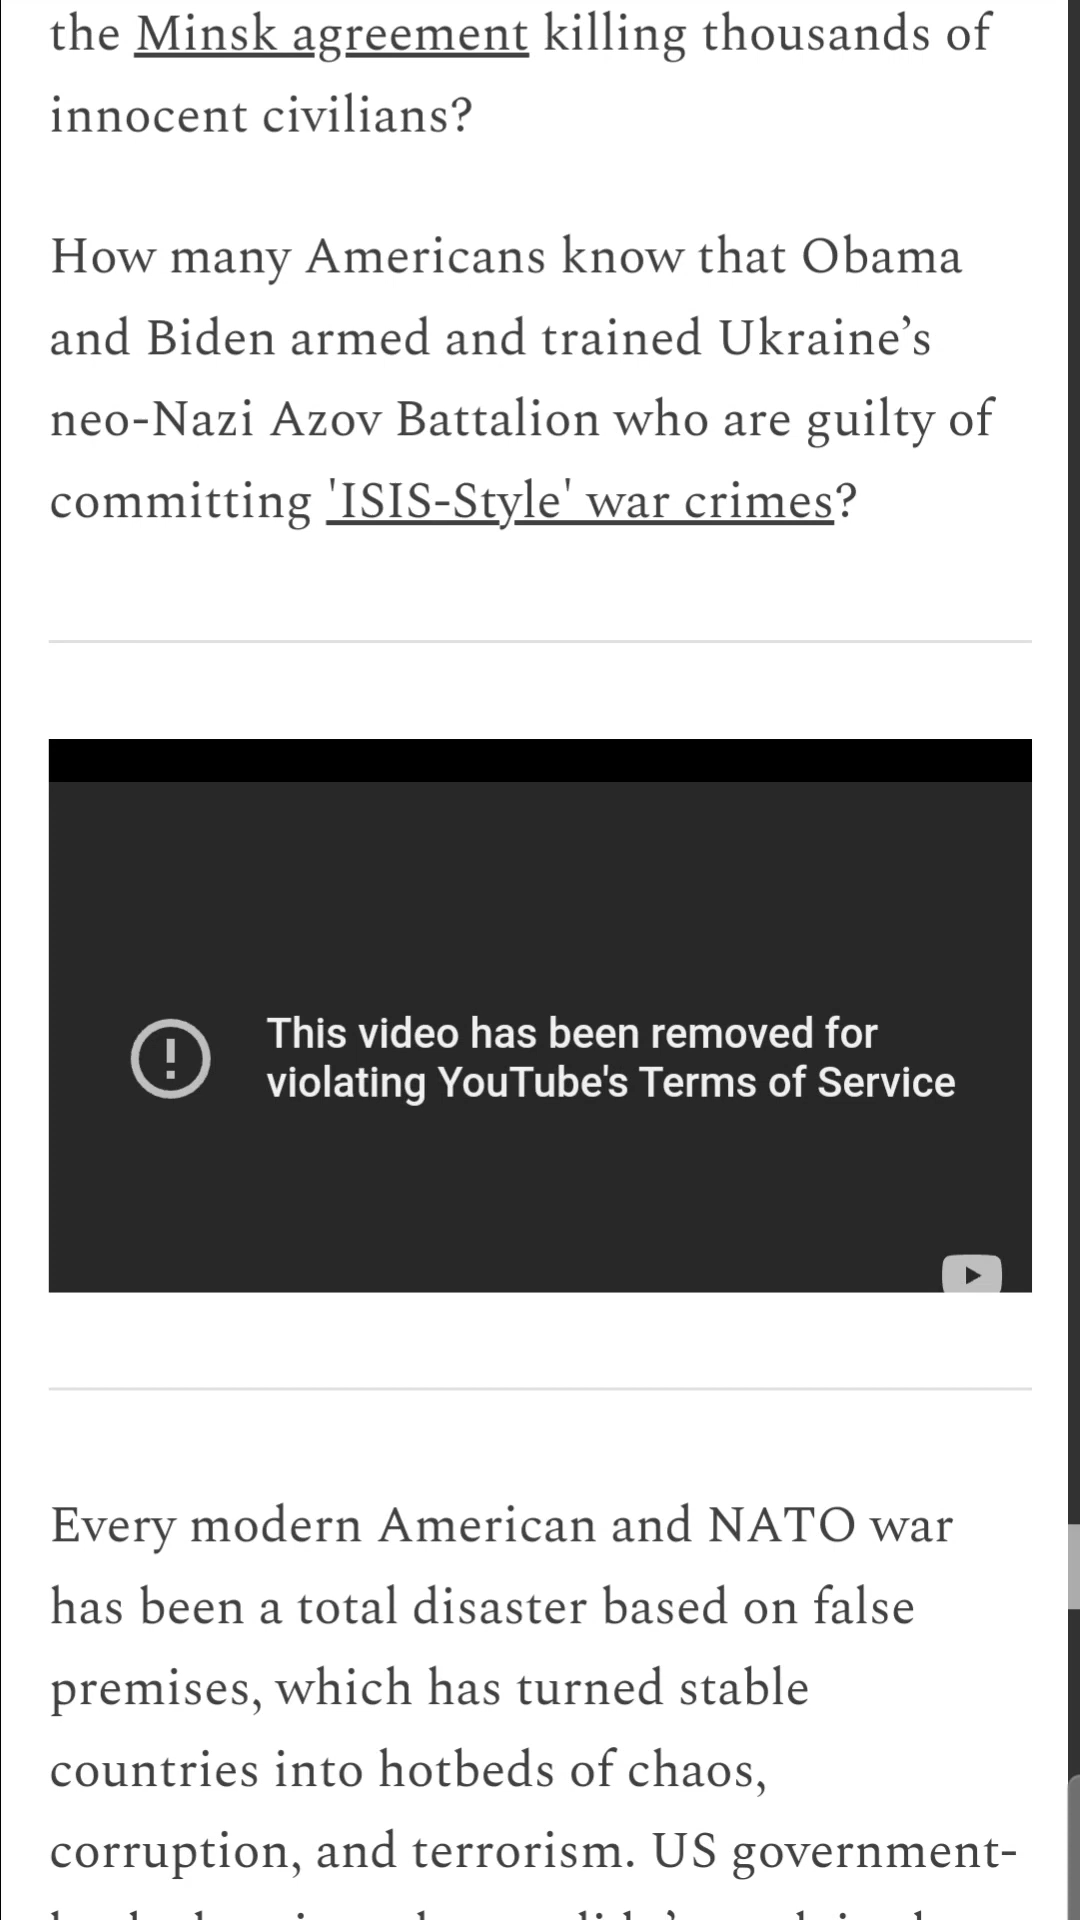 the Minsk agreement killing thousands of
innocent civilians?
How many Americans know that Obama
and Biden armed and trained Ukraine’s
neo-Nazi Azov Battalion who are guilty of
committing 'ISIS-Style' war crimes?
This video has been removed for
violating YouTube's Terms of Service
Every modern American and NATO war
has been a total disaster based on false
premises, which has turned stable
countries into hotbeds of chaos,
corruption, and terrorism. US government-